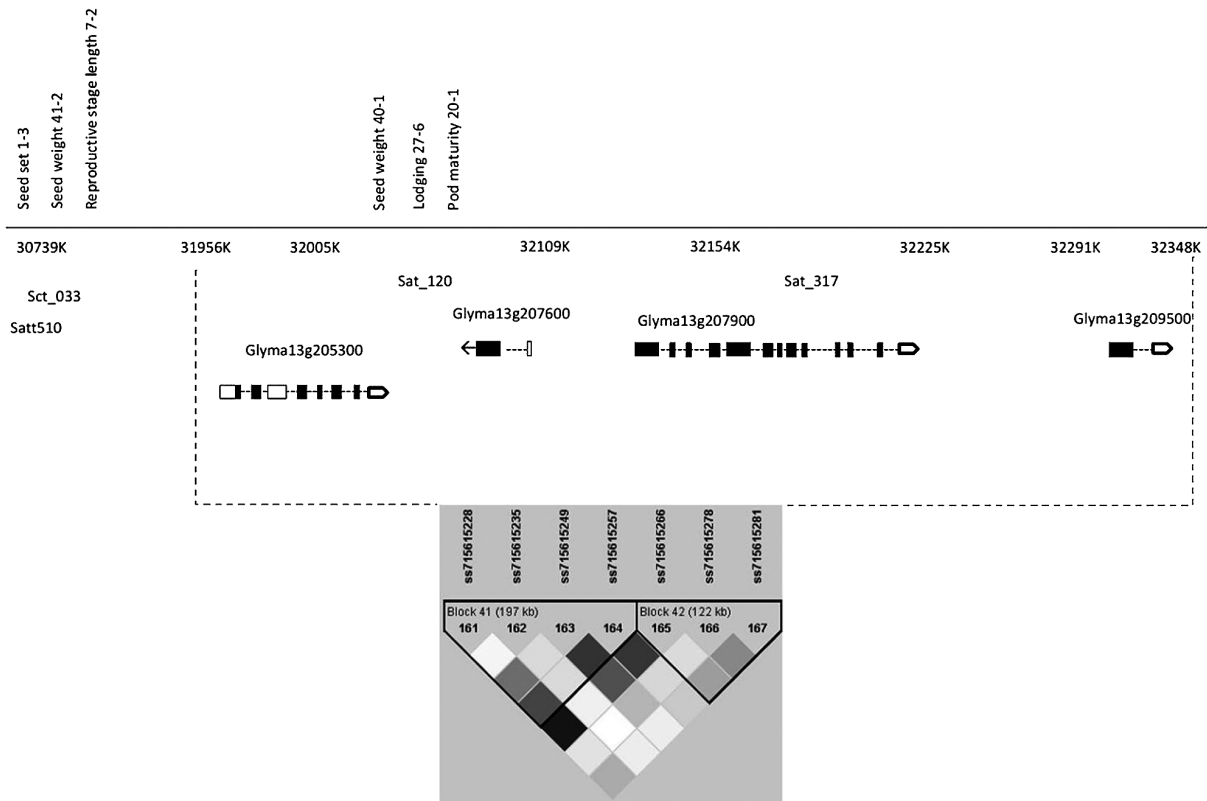 Seed set 1-3
Seed weight 41-2
Reproductive stage length 7-2
Seed weight 40-1
Lodging 27-6
Pod maturity 20-1
30739K 31956K 32005K 32109K 32154K 32225K 32291K 32348K
Sat_120 Sat_317
Sct_033
Satt510
Glyma13g207600 Glyma13g207900 Glyma13g209500
Glyma13g205300
ss715615228
ss715615235
ss715615249
ss715615257
ss715615266
ss715615278
ss715615281
Block 41 (197 kb) Block 42 (122 kb)
161 162 163 164 165 166 167